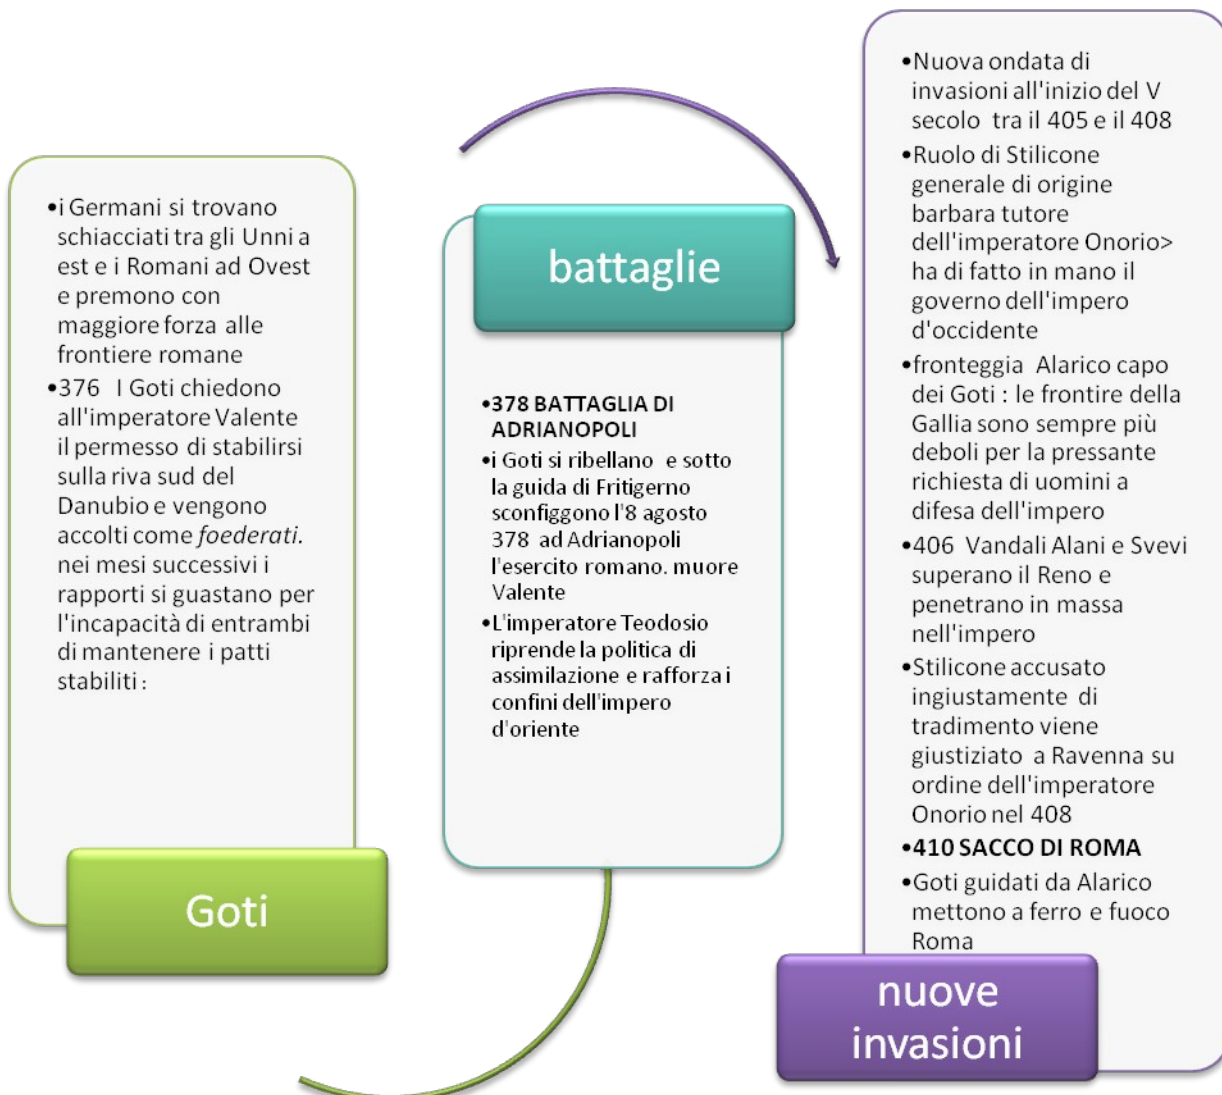 •i Germani si trovano
schiacciati tra gli Unni a
est e i Romani ad Ovest
e premono con
maggiore forza alle
frontiere romane
•376 I Goti chiedono
all'imperatore Valente
il permesso di stabilirsi
sulla riva sud del
Danubio e vengono
accolti come foederati.
nei mesi successivi i
rapporti si guastano per
l'incapacità di entrambi
di mantenere i patti
stabiliti :
Goti
battaglie
•378 BATTAGLIA DI
ADRIANOPOLI
•i Goti si ribellano e sotto
la guida di Fritigerno
sconfiggono l'8 agosto
378 ad Adrianopoli
l'esercito romano. muore
Valente
•L'imperatore Teodosio
riprende la politica di
assimilazione e rafforza i
confini dell'impero
d'oriente
•Nuova ondata di
invasioni all'inizio del V
secolo tra il 405 e il 408
•Ruolo di Stilicone
generale di origine
barbara tutore
dell'imperatore Onorio>
ha di fatto in mano il
governo dell'impero
d'occidente
•fronteggia Alarico capo
dei Goti : le frontire della
Gallia sono sempre più
deboli per la pressante
richiesta di uomini a
difesa dell'impero
•406 Vandali Alani e Svevi
superano il Reno e
penetrano in massa
nell'impero
•Stilicone accusato
ingiustamente di
tradimento viene
giustiziato a Ravenna su
ordine dell'imperatore
Onorio nel 408
•410 SACCO DI ROMA
•Goti guidati da Alarico
mettono a ferro e fuoco
Roma
nuove
invasioni